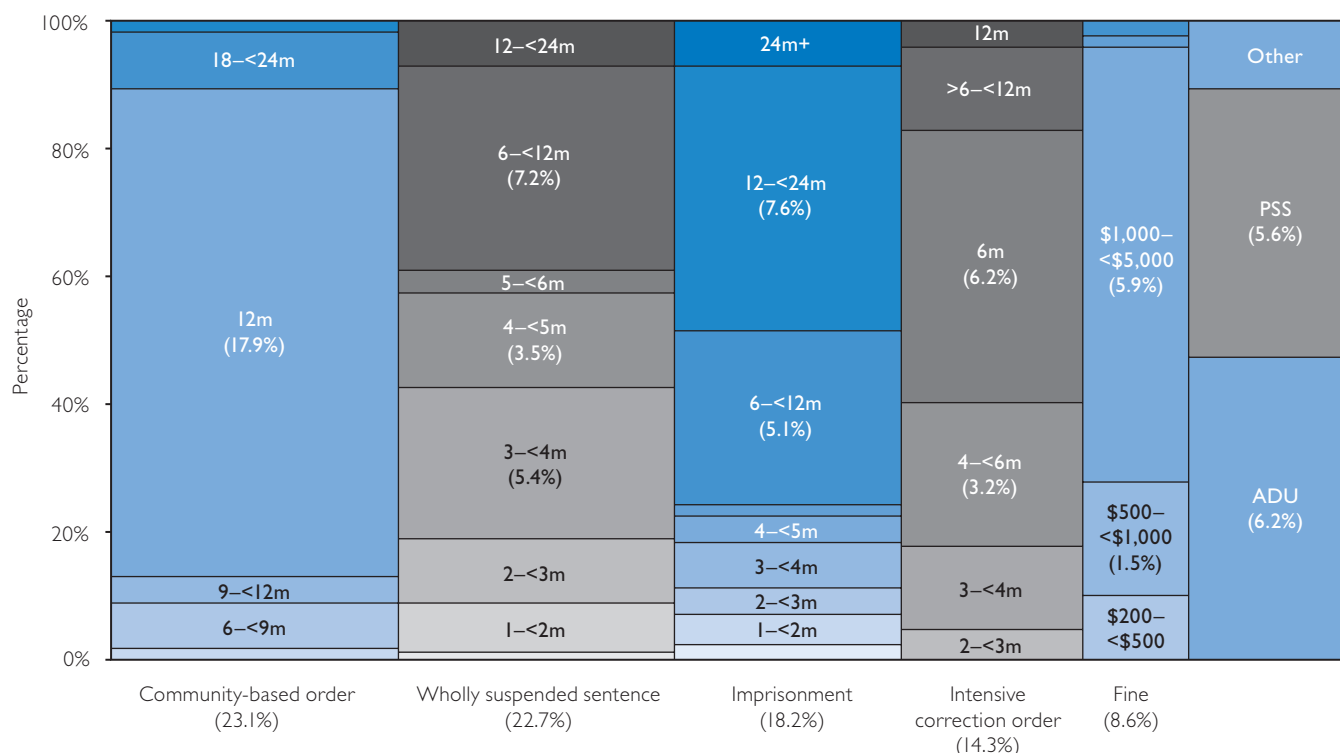 100%
80%
60%
40%
20%
0%
Percentage
18–<24m
12m
(17.9%)
9–<12m
6–<9m
12–<24m
6–<12m
(7.2%)
5–<6m
4–<5m
(3.5%)
3–<4m
(5.4%)
2–<3m
1–<2m
24m+
12–<24m
(7.6%)
6–<12m
(5.1%)
4–<5m
3–<4m
2–<3m
1–<2m
12m
>6–<12m
6m
(6.2%)
4–<6m
(3.2%)
3–<4m
2–<3m
$1,000–
<$5,000
(5.9%)
$500–
<$1,000
(1.5%)
$200–
<$500
Other
PSS
(5.6%)
ADU
(6.2%)
Community-based order
(23.1%)
Wholly suspended sentence
(22.7%)
Imprisonment
(18.2%)
Intensive
correction order
(14.3%)
Fine
(8.6%)